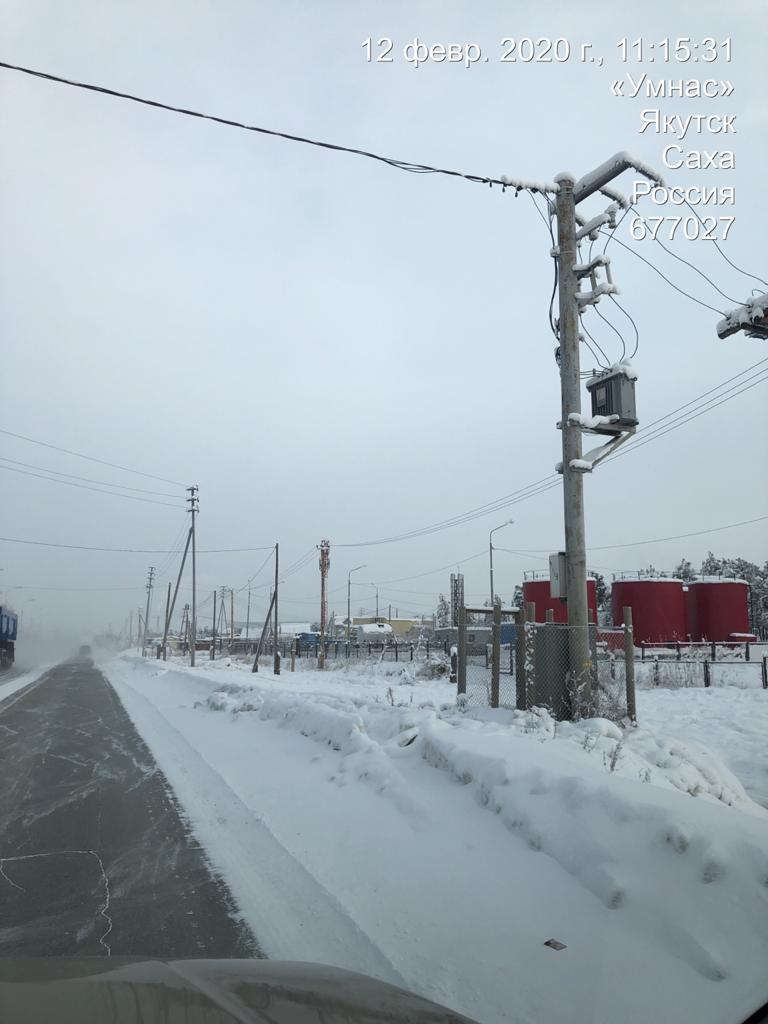 12 февр. 2020 г., 11:15:31
«Умнас»
Якутск
Саха
Россия
677027